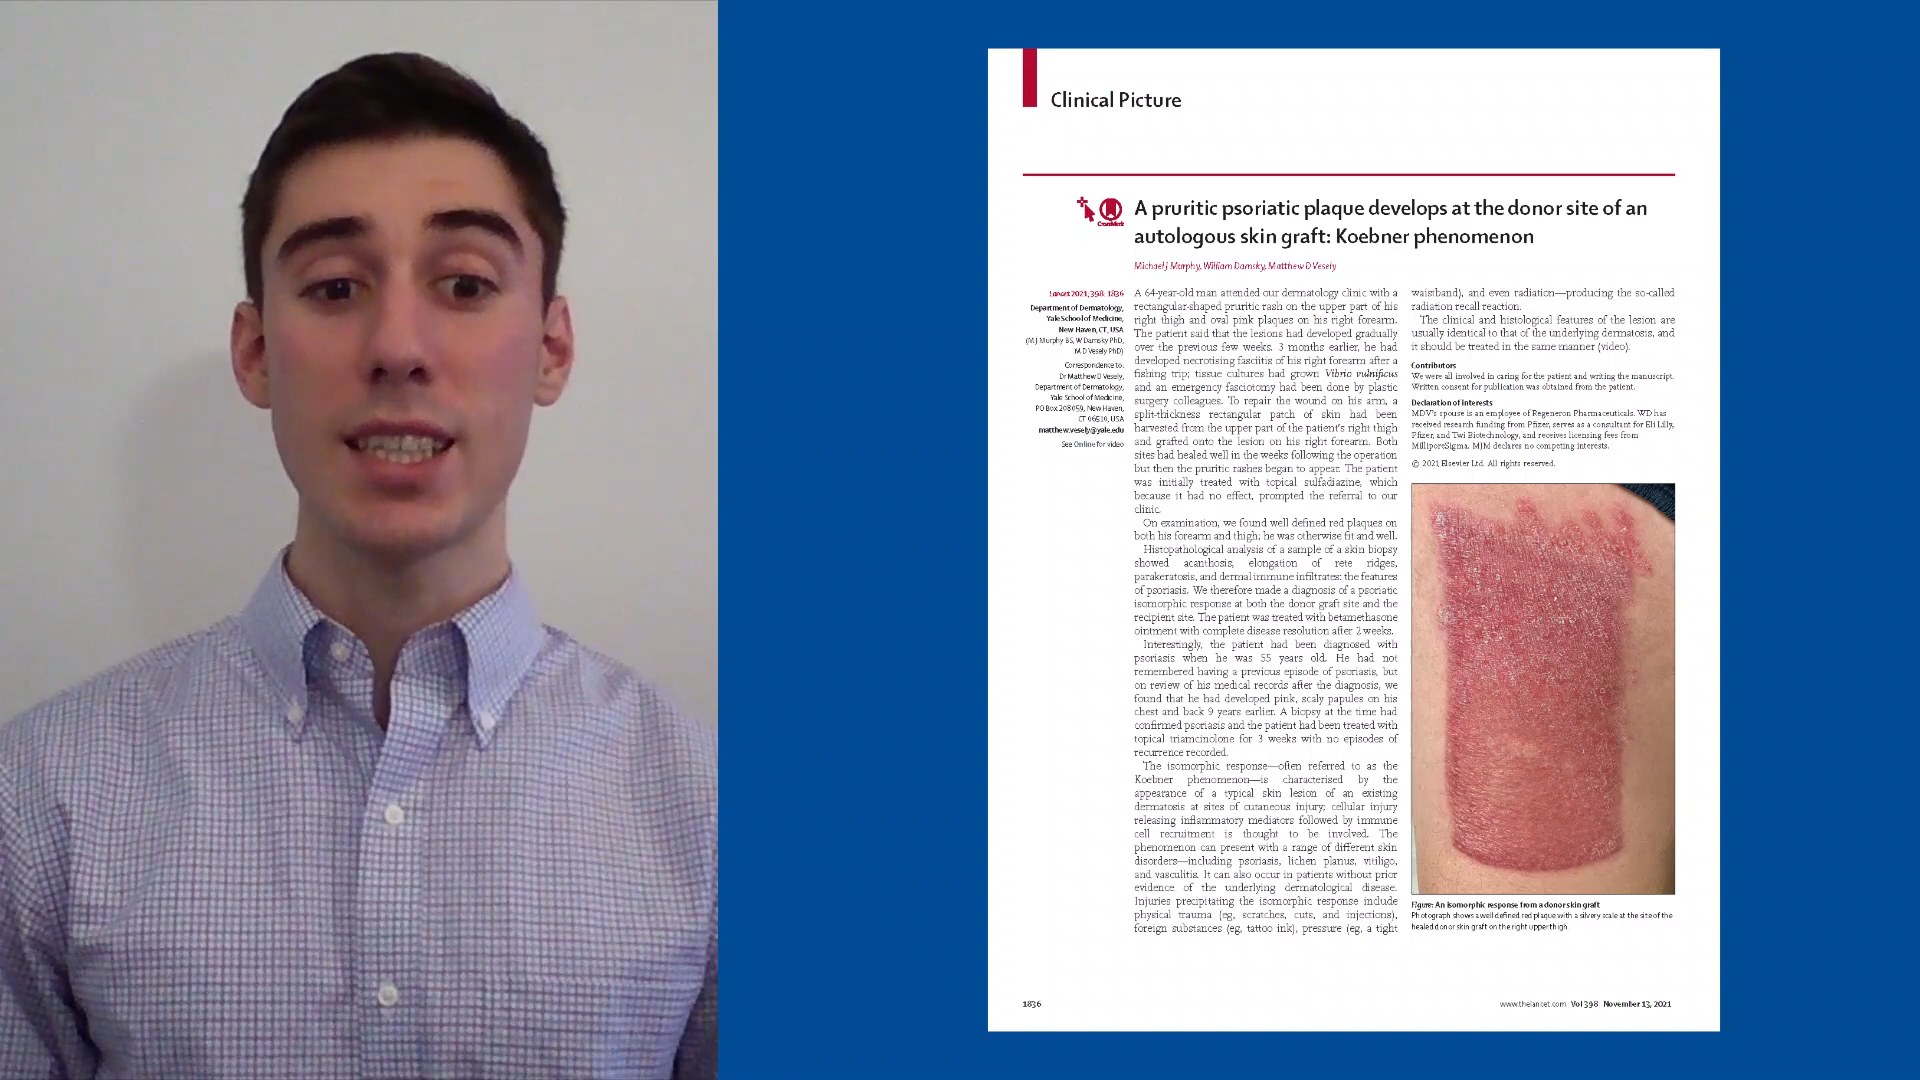 Clinical Picture
A pruritic psoriatic plaque develops at the donor site of an
autologous skin graft: Koebner phenomenon
CrossMark
Michael J Murphy, William Damsky, Matthew D Vesely
Lancet 2021; 398: 1836
Department of Dermatology,
Yale School of Medicine,
New Haven, CT, USA
(M J Murphy BS, W Damsky PhD,
M D Vesely PhD)
Correspondence to:
Dr Matthew D Vesely,
Department of Dermatology,
Yale School of Medicine,
PO Box 208059, New Haven,
CT 06510, USA
matthew.vesely@yale.edu
See Online for video
A 64-year-old man attended our dermatology clinic with a
rectangular-shaped pruritic rash on the upper part of his
right thigh and oval pink plaques on his right forearm.
The patient said that the lesions had developed gradually
over the previous few weeks. 3 months earlier, he had
developed necrotising fasciitis of his right forearm after a
fishing trip; tissue cultures had grown Vibrio vulnificus
and an emergency fasciotomy had been done by plastic
surgery colleagues. To repair the wound on his arm, a
split-thickness rectangular patch of skin had been
harvested from the upper part of the patient's right thigh
and grafted onto the lesion on his right forearm. Both
sites had healed well in the weeks following the operation
but then the pruritic rashes began to appear. The patient
was initially treated with topical sulfadiazine, which
because it had no effect, prompted the referral to our
clinic.
On examination, we found well defined red plaques on
both his forearm and thigh; he was otherwise fit and well.
Histopathological analysis of a sample of a skin biopsy
showed acanthosis, elongation of rete ridges,
parakeratosis, and dermal immune infiltrates: the features
of psoriasis. We therefore made a diagnosis of a psoriatic
isomorphic response at both the donor graft site and the
recipient site. The patient was treated with betamethasone
ointment with complete disease resolution after 2 weeks.
Interestingly, the patient had been diagnosed with
psoriasis when he was 55 years old. He had not
remembered having a previous episode of psoriasis, but
on review of his medical records after the diagnosis, we
found that he had developed pink, scaly papules on his
chest and back 9 years earlier. A biopsy at the time had
confirmed psoriasis and the patient had been treated with
topical triamcinolone for 3 weeks with no episodes of
recurrence recorded.
The isomorphic response—often referred to as the
Koebner phenomenon—is characterised by the
appearance of a typical skin lesion of an existing
dermatosis at sites of cutaneous injury; cellular injury
releasing inflammatory mediators followed by immune
cell recruitment is thought to be involved. The
phenomenon can present with a range of different skin
disorders—including psoriasis, lichen planus, vitiligo,
and vasculitis. It can also occur in patients without prior
evidence of the underlying dermatological disease.
Injuries precipitating the isomorphic response include
physical trauma (eg, scratches, cuts, and injections),
foreign substances (eg, tattoo ink), pressure (eg, a tight
waistband), and even radiation—producing the so-called
radiation recall reaction.
The clinical and histological features of the lesion are
usually identical to that of the underlying dermatosis, and
it should be treated in the same manner (video).
Contributors
We were all involved in caring for the patient and writing the manuscript.
Written consent for publication was obtained from the patient.
Declaration of interests
MDV's spouse is an employee of Regeneron Pharmaceuticals. WD has
received research funding from Pfizer, serves as a consultant for Eli Lilly,
Pfizer, and Twi Biotechnology, and receives licensing fees from
MilliporeSigma. MJM declares no competing interests.
© 2021 Elsevier Ltd. All rights reserved.
Figure: An isomorphic response from a donor skin graft
Photograph shows a well defined red plaque with a silvery scale at the site of the
healed donor skin graft on the right upper thigh.
1836
www.thelancet.com Vol 398 November 13, 2021